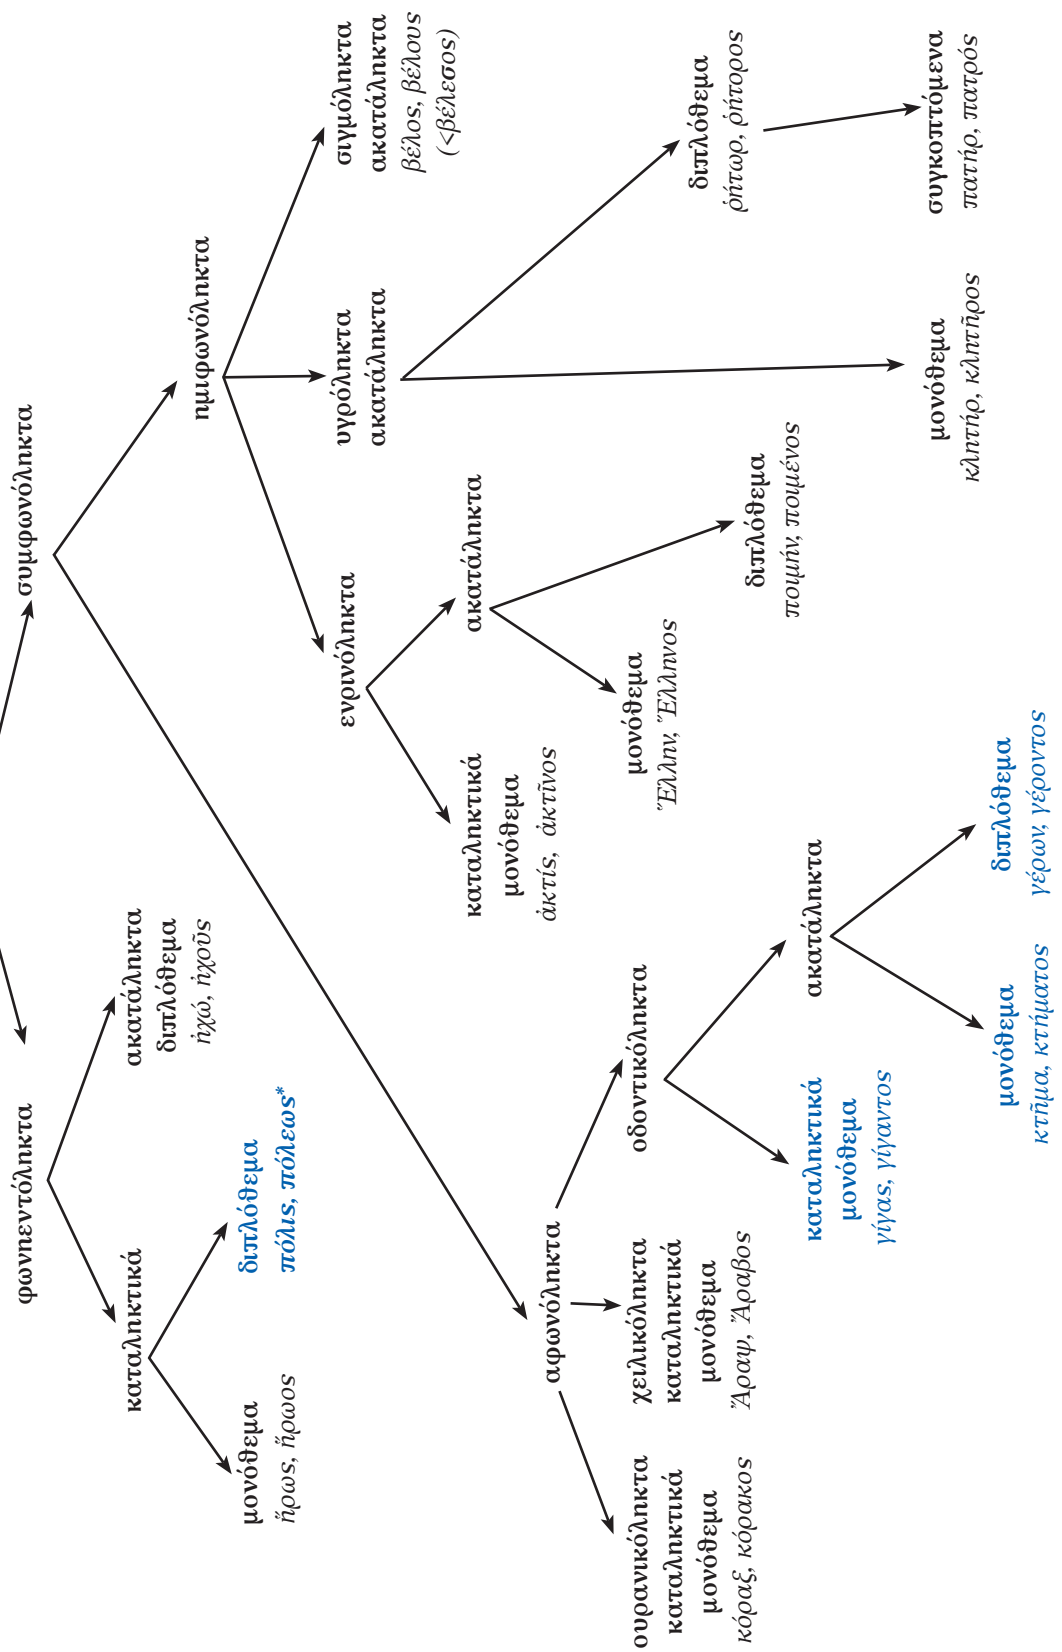 φωνηεντόληκτα
συμφωνόληκτα
καταληκτικά
ακατάληκτα
διπλόθεμα
ἠχώ, ἠχοῦς
μονόθεμα
ἥρως, ἥρωος
διπλόθεμα
πόλις, πόλεως*
ημιφωνόληκτα
ενρινόληκτα
υγρόληκτα
ακατάληκτα
σιγμόληκτα
ακατάληκτα
βέλος, βέλους
(<βέλεσος)
καταληκτικά
μονόθεμα
ἀκτίς, ἀκτῖνος
ακατάληκτα
μονόθεμα
Ἕλλην, Ἕλληνος
διπλόθεμα
ποιμήν, ποιμένος
διπλόθεμα
ῥήτωρ, ῥήτορος
μονόθεμα
κλητήρ, κλητῆρος
συγκοπτόμενα
πατήρ, πατρός
αφωνόληκτα
ουρανικόληκτα
καταληκτικά
μονόθεμα
κόραξ, κόρακος
χειλικόληκτα
καταληκτικά
μονόθεμα
Ἄραψ, Ἄραβος
οδοντικόληκτα
καταληκτικά
μονόθεμα
γίγας, γίγαντος
ακατάληκτα
μονόθεμα
κτῆμα, κτήματος
διπλόθεμα
γέρων, γέροντος